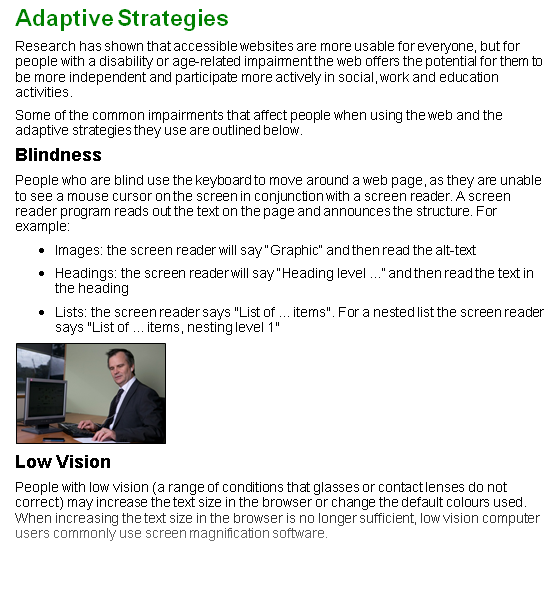 Adaptive Strategies
Research has shown that accessible websites are more usable for everyone, but for
people with a disability or age-related impairment the web offers the potential for them to
be more independent and participate more actively in social, work and education
activities.
Some of the common impairments that affect people when using the web and the
adaptive strategies they use are outlined below.
Blindness
People who are blind use the keyboard to move around a web page, as they are unable
to see a mouse cursor on the screen in conjunction with a screen reader. A screen
reader program reads out the text on the page and announces the structure. For
example:
• Images: the screen reader will say “Graphic” and then read the alt-text
• Headings: the screen reader will say “Heading level ...” and then read the text in
the heading
• Lists: the screen reader says "List of ... items". For a nested list the screen reader
says "List of ... items, nesting level 1"
Low Vision
People with low vision (a range of conditions that glasses or contact lenses do not
correct) may increase the text size in the browser or change the default colours used.
When increasing the text size in the browser is no longer sufficient, low vision computer
users commonly use screen magnification software.